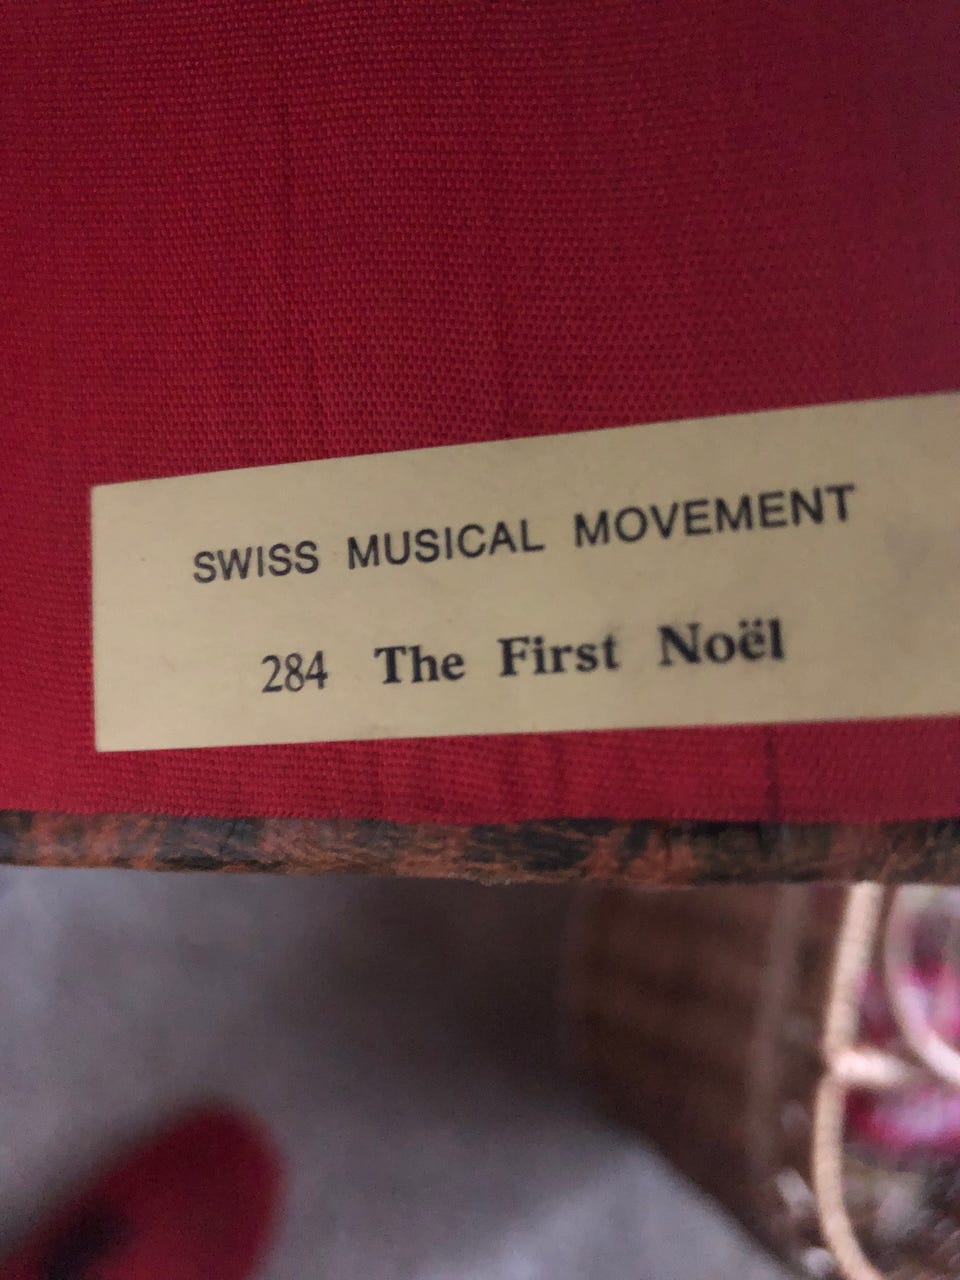 SWISS MUSICAL MOVEMENT
284 The First Noël